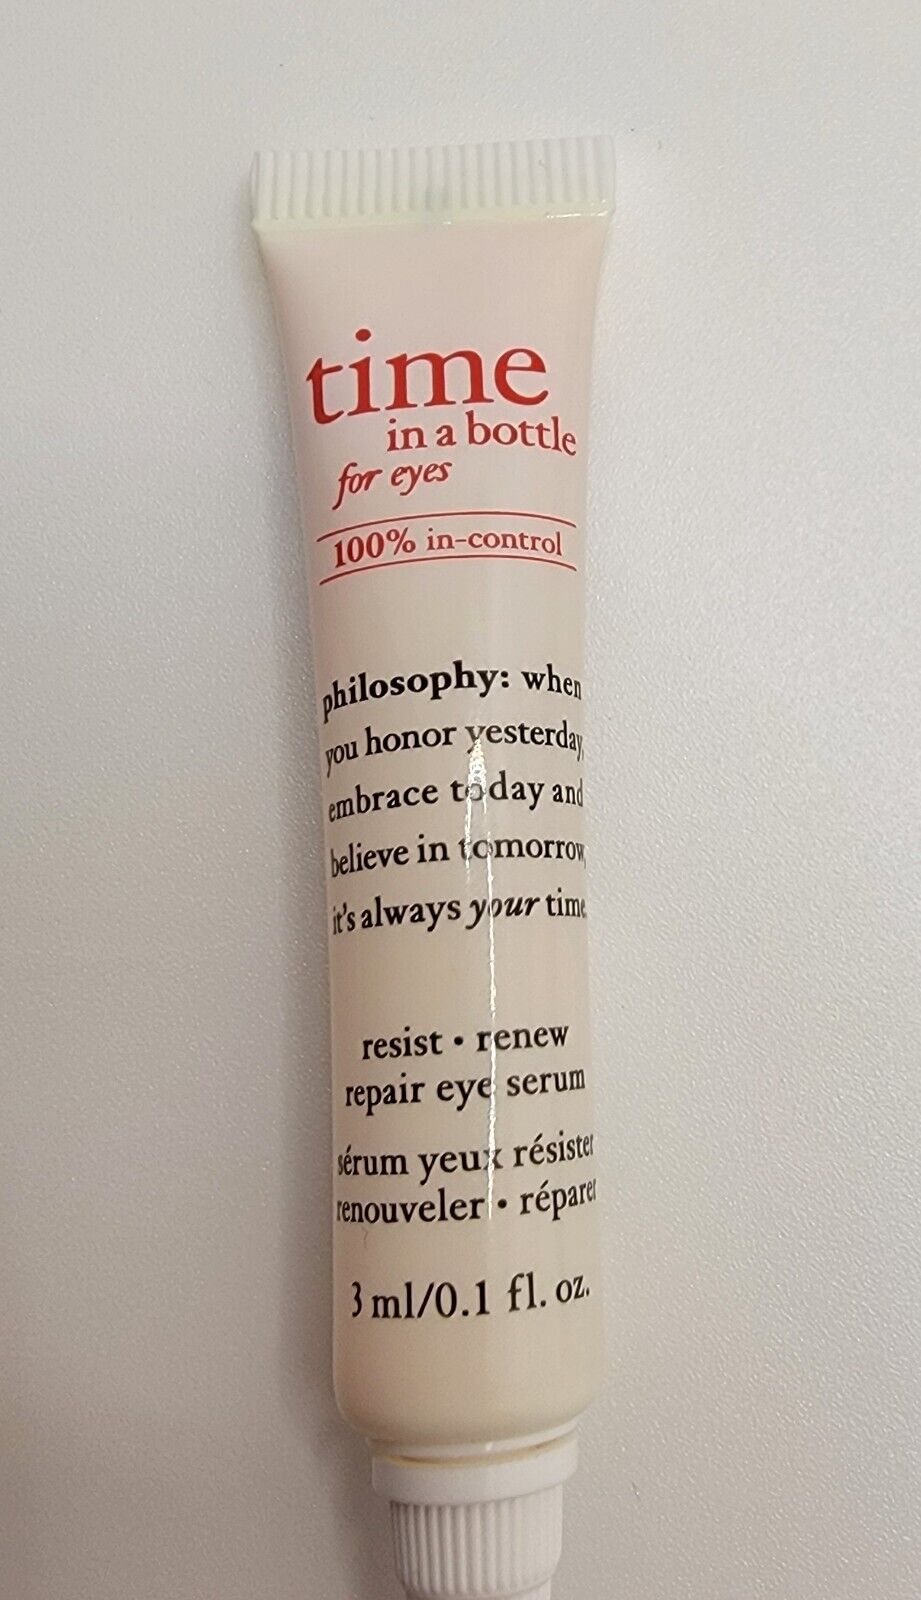 time
in a bottle
for eyes
100% in-control
philosophy: when
you honor yesterday,
embrace today and
believe in tomorrow,
it's always your time.
resist • renew
repair eye serum
sérum yeux résister
renouveler • réparer
3 ml/0.1 fl. oz.